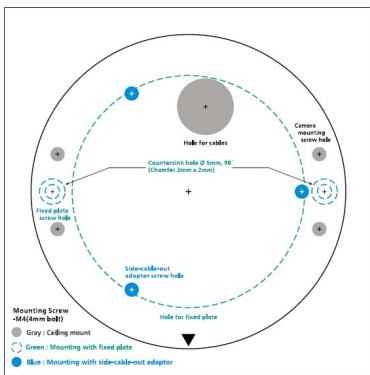 Hole for cables
Camera
mounting
screw hole
Countersink hole Ø 5mm, 90˚
(Chamfer 2mm x 2mm)
Fixed plate
screw hole
Side-cable-out
adaptor screw hole
Mounting Screw
-M4(4mm bolt)
Hole for fixed plate
Gray : Ceiling mount
Green : Mounting with fixed plate
Blue : Mounting with side-cable-out adaptor